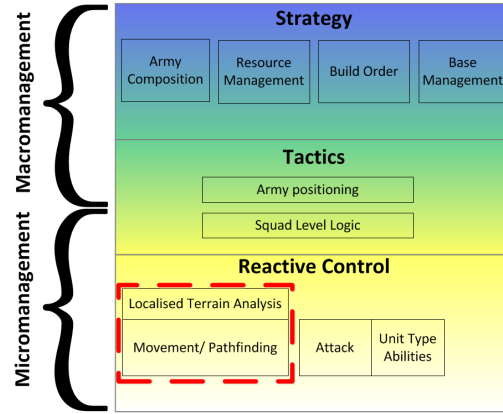 Macromanagement
Micromanagement
Strategy
Army
Composition
Resource
Management
Build Order
Base
Management
Tactics
Army positioning
Squad Level Logic
Reactive Control
Localised Terrain Analysis
Movement/ Pathfinding
Attack
Unit Type
Abilities